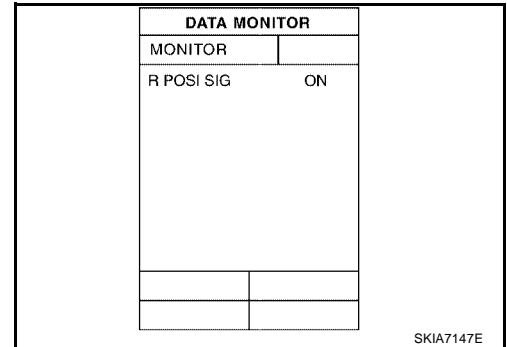 DATA MONITOR
MONITOR
R POSI SIG ON
SKIA7147E